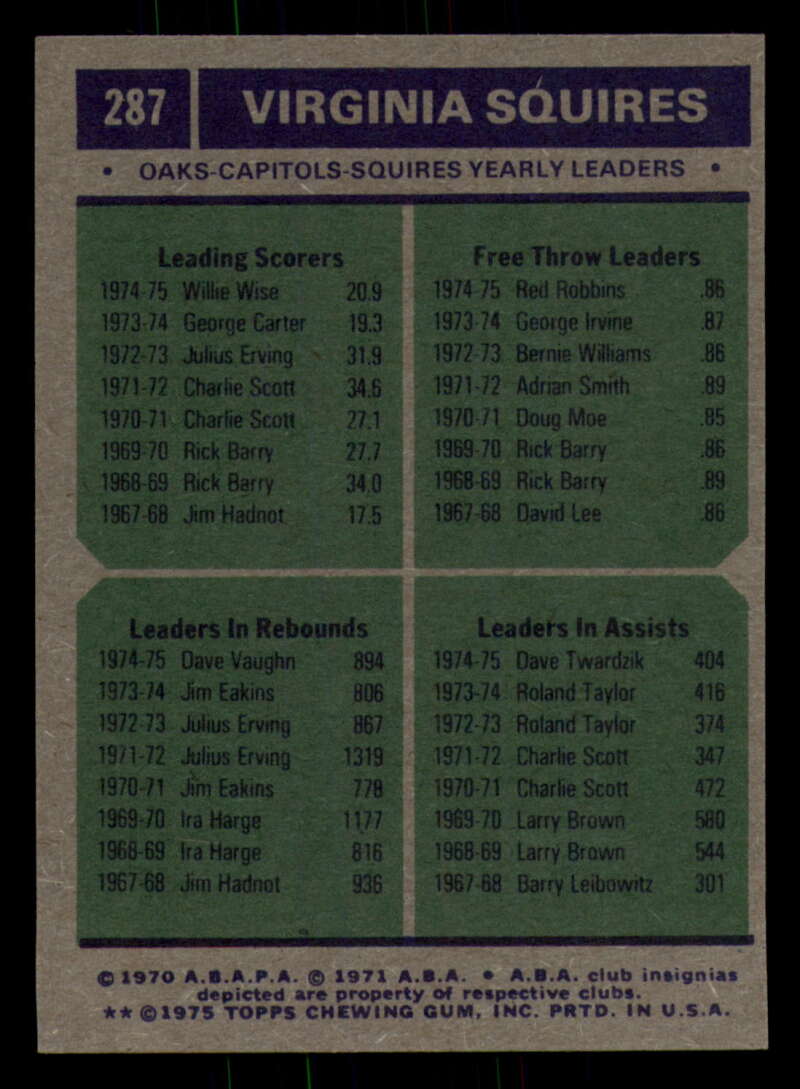 287 VIRGINIA SQUIRES
• OAKS-CAPITOLS-SQUIRES YEARLY LEADERS •
Leading Scorers
1974-75 Willie Wise 20.9
1973-74 George Carter 19.3
1972-73 Julius Erving 31.9
1971-72 Charlie Scott 34.6
1970-71 Charlie Scott 27.1
1969-70 Rick Barry 27.7
1968-69 Rick Barry 34.0
1967-68 Jim Hadnot 17.5
Free Throw Leaders
1974-75 Red Robbins .86
1973-74 George Irvine .87
1972-73 Bernie Williams .86
1971-72 Adrian Smith .89
1970-71 Doug Moe .85
1969-70 Rick Barry .86
1968-69 Rick Barry .89
1967-68 David Lee .86
Leaders In Rebounds
1974-75 Dave Vaughn 894
1973-74 Jim Eakins 806
1972-73 Julius Erving 867
1971-72 Julius Erving 1319
1970-71 Jim Eakins 778
1969-70 Ira Harge 1177
1968-69 Ira Harge 816
1967-68 Jim Hadnot 936
Leaders In Assists
1974-75 Dave Twardzik 404
1973-74 Roland Taylor 416
1972-73 Roland Taylor 374
1971-72 Charlie Scott 347
1970-71 Charlie Scott 472
1969-70 Larry Brown 580
1968-69 Larry Brown 544
1967-68 Barry Leibowitz 301
© 1970 A.B.A.P.A. © 1971 A.B.A. • A.B.A. club insignias
depicted are property of respective clubs.
**©1975 TOPPS CHEWING GUM, INC. PRTD. IN U.S.A.